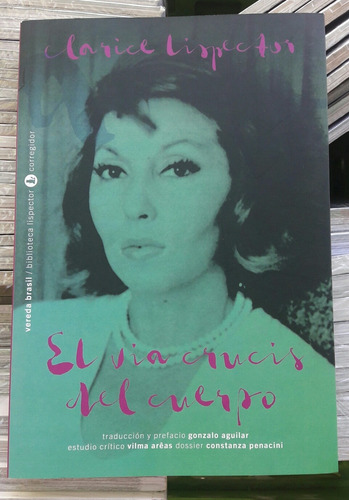 clarice lispector
vereda brasil / biblioteca lispector corregidor
El via crucis
del cuerpo
traducción y prefacio gonzalo aguilar
estudio crítico vilma arêas dossier constanza penacini